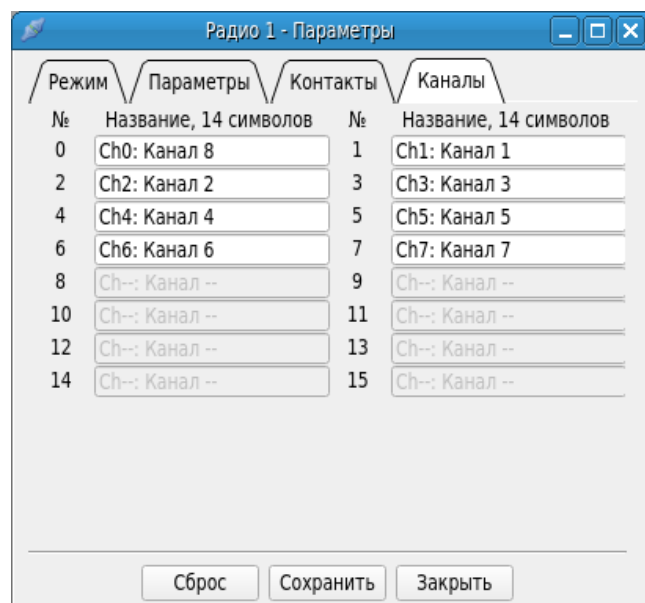 Радио 1 - Параметры
Режим Параметры Контакты Каналы
№ Название, 14 символов № Название, 14 символов
0 Ch0: Канал 8 1 Ch1: Канал 1
2 Ch2: Канал 2 3 Ch3: Канал 3
4 Ch4: Канал 4 5 Ch5: Канал 5
6 Ch6: Канал 6 7 Ch7: Канал 7
8 Ch--: Канал -- 9 Ch--: Канал --
10 Ch--: Канал -- 11 Ch--: Канал --
12 Ch--: Канал -- 13 Ch--: Канал --
14 Ch--: Канал -- 15 Ch--: Канал --
Сброс Сохранить Закрыть